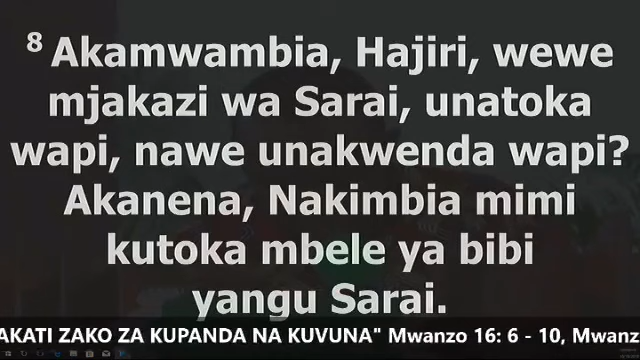 8 Akamwambia, Hajiri, wewe
mjakazi wa Sarai, unatoka
wapi, nawe unakwenda wapi?
Akanena, Nakimbia mimi
kutoka mbele ya bibi
yangu Sarai.
AKATI ZAKO ZA KUPANDA NA KUVUNA" Mwanzo 16: 6 - 10, Mwanz